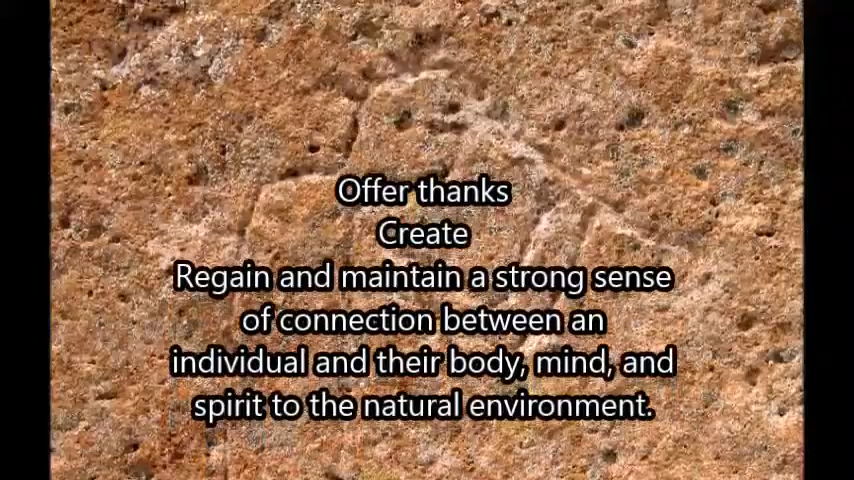 Offer thanks
Create
Regain and maintain a strong sense
of connection between an
individual and their body, mind, and
spirit to the natural environment.